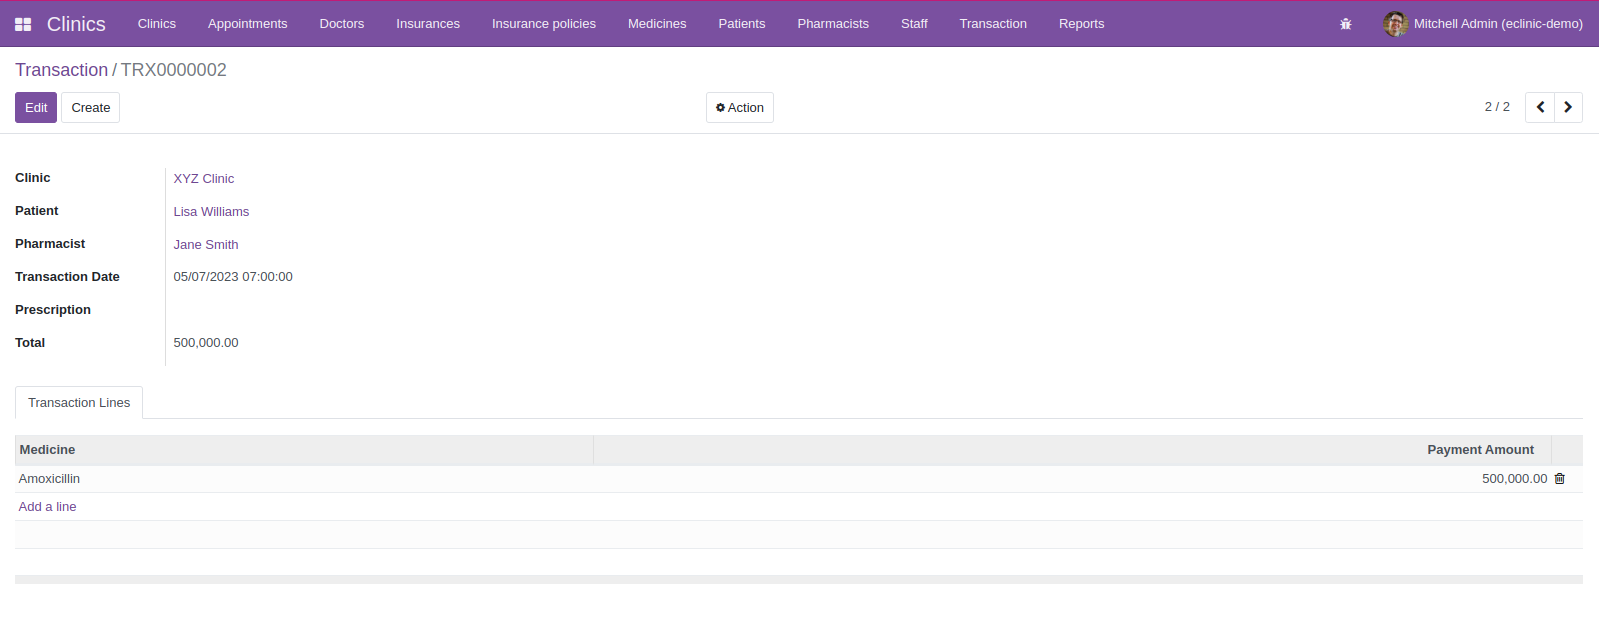 Clinics Clinics Appointments Doctors Insurances Insurance policies Medicines Patients Pharmacists Staff Transaction Reports Mitchell Admin (eclinic-demo)
Transaction / TRX0000002
Edit Create Action 2 / 2
Clinic XYZ Clinic
Patient Lisa Williams
Pharmacist Jane Smith
Transaction Date 05/07/2023 07:00:00
Prescription
Total 500,000.00
Transaction Lines
Medicine Payment Amount
Amoxicillin 500,000.00
Add a line